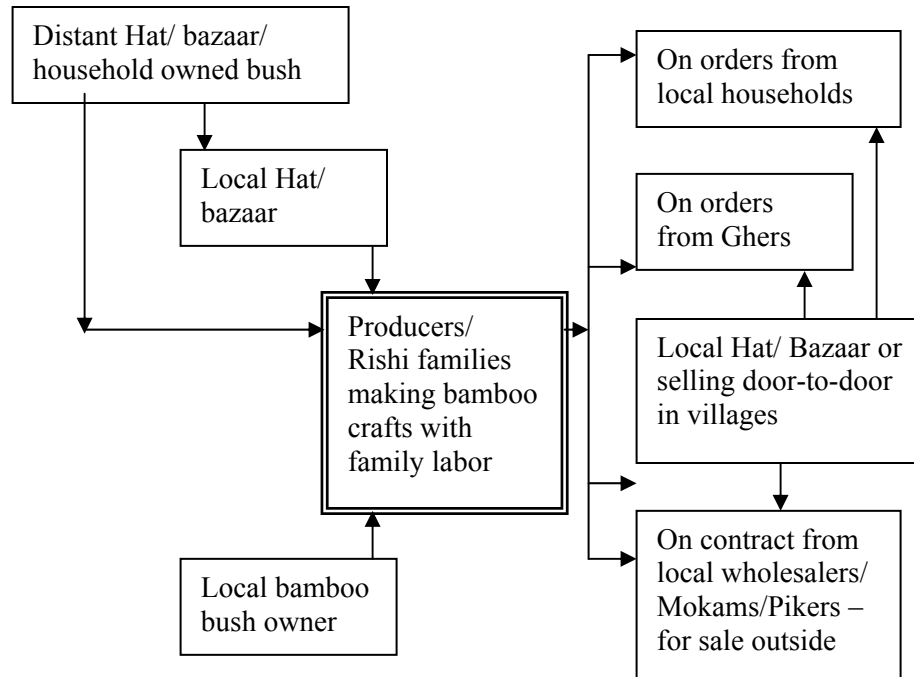 Distant Hat/ bazaar/
household owned bush
Local Hat/
bazaar
Producers/
Rishi families
making bamboo
crafts with
family labor
Local bamboo
bush owner
On orders from
local households
On orders
from Ghers
Local Hat/ Bazaar or
selling door-to-door
in villages
On contract from
local wholesalers/
Mokams/Pikers –
for sale outside